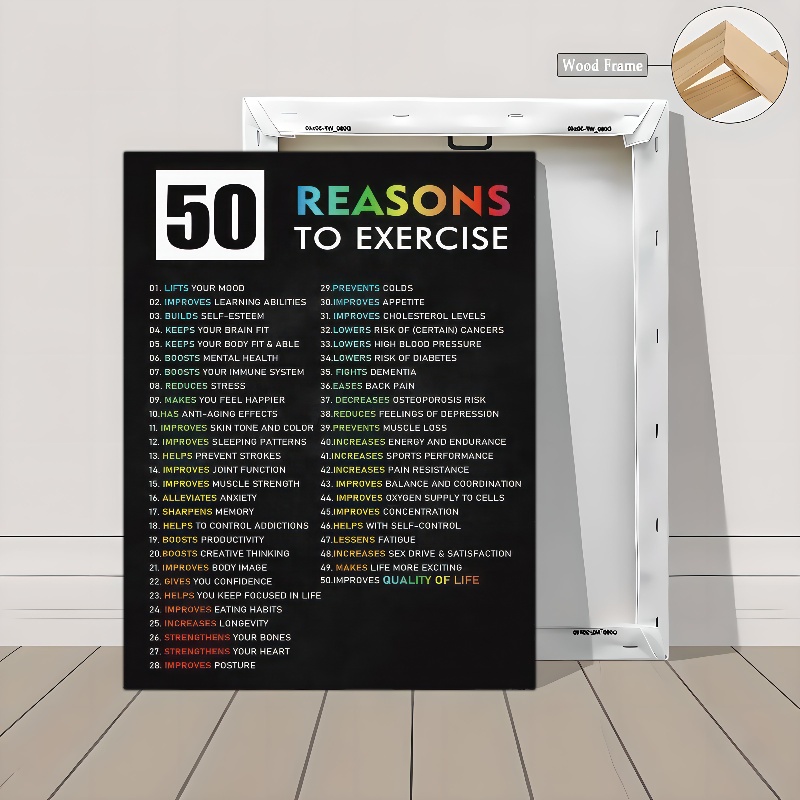 Wood Frame
50
REASONS
TO EXERCISE
01. LIFTS YOUR MOOD
02. IMPROVES LEARNING ABILITIES
03. BUILDS SELF-ESTEEM
04. KEEPS YOUR BRAIN FIT
05. KEEPS YOUR BODY FIT & ABLE
06. BOOSTS MENTAL HEALTH
07. BOOSTS YOUR IMMUNE SYSTEM
08. REDUCES STRESS
09. MAKES YOU FEEL HAPPIER
10.HAS ANTI-AGING EFFECTS
11. IMPROVES SKIN TONE AND COLOR
12. IMPROVES SLEEPING PATTERNS
13. HELPS PREVENT STROKES
14. IMPROVES JOINT FUNCTION
15. IMPROVES MUSCLE STRENGTH
16. ALLEVIATES ANXIETY
17. SHARPENS MEMORY
18. HELPS TO CONTROL ADDICTIONS
19. BOOSTS PRODUCTIVITY
20.BOOSTS CREATIVE THINKING
21. IMPROVES BODY IMAGE
22. GIVES YOU CONFIDENCE
23. HELPS YOU KEEP FOCUSED IN LIFE
24. IMPROVES EATING HABITS
25. INCREASES LONGEVITY
26. STRENGTHENS YOUR BONES
27. STRENGTHENS YOUR HEART
28. IMPROVES POSTURE
29.PREVENTS COLDS
30.IMPROVES APPETITE
31. IMPROVES CHOLESTEROL LEVELS
32.LOWERS RISK OF (CERTAIN) CANCERS
33.LOWERS HIGH BLOOD PRESSURE
34.LOWERS RISK OF DIABETES
35. FIGHTS DEMENTIA
36.EASES BACK PAIN
37. DECREASES OSTEOPOROSIS RISK
38.REDUCES FEELINGS OF DEPRESSION
39.PREVENTS MUSCLE LOSS
40.INCREASES ENERGY AND ENDURANCE
41.INCREASES SPORTS PERFORMANCE
42.INCREASES PAIN RESISTANCE
43. IMPROVES BALANCE AND COORDINATION
44. IMPROVES OXYGEN SUPPLY TO CELLS
45.IMPROVES CONCENTRATION
46.HELPS WITH SELF-CONTROL
47.LESSENS FATIGUE
48.INCREASES SEX DRIVE & SATISFACTION
49. MAKES LIFE MORE EXCITING
50.IMPROVES QUALITY OF LIFE